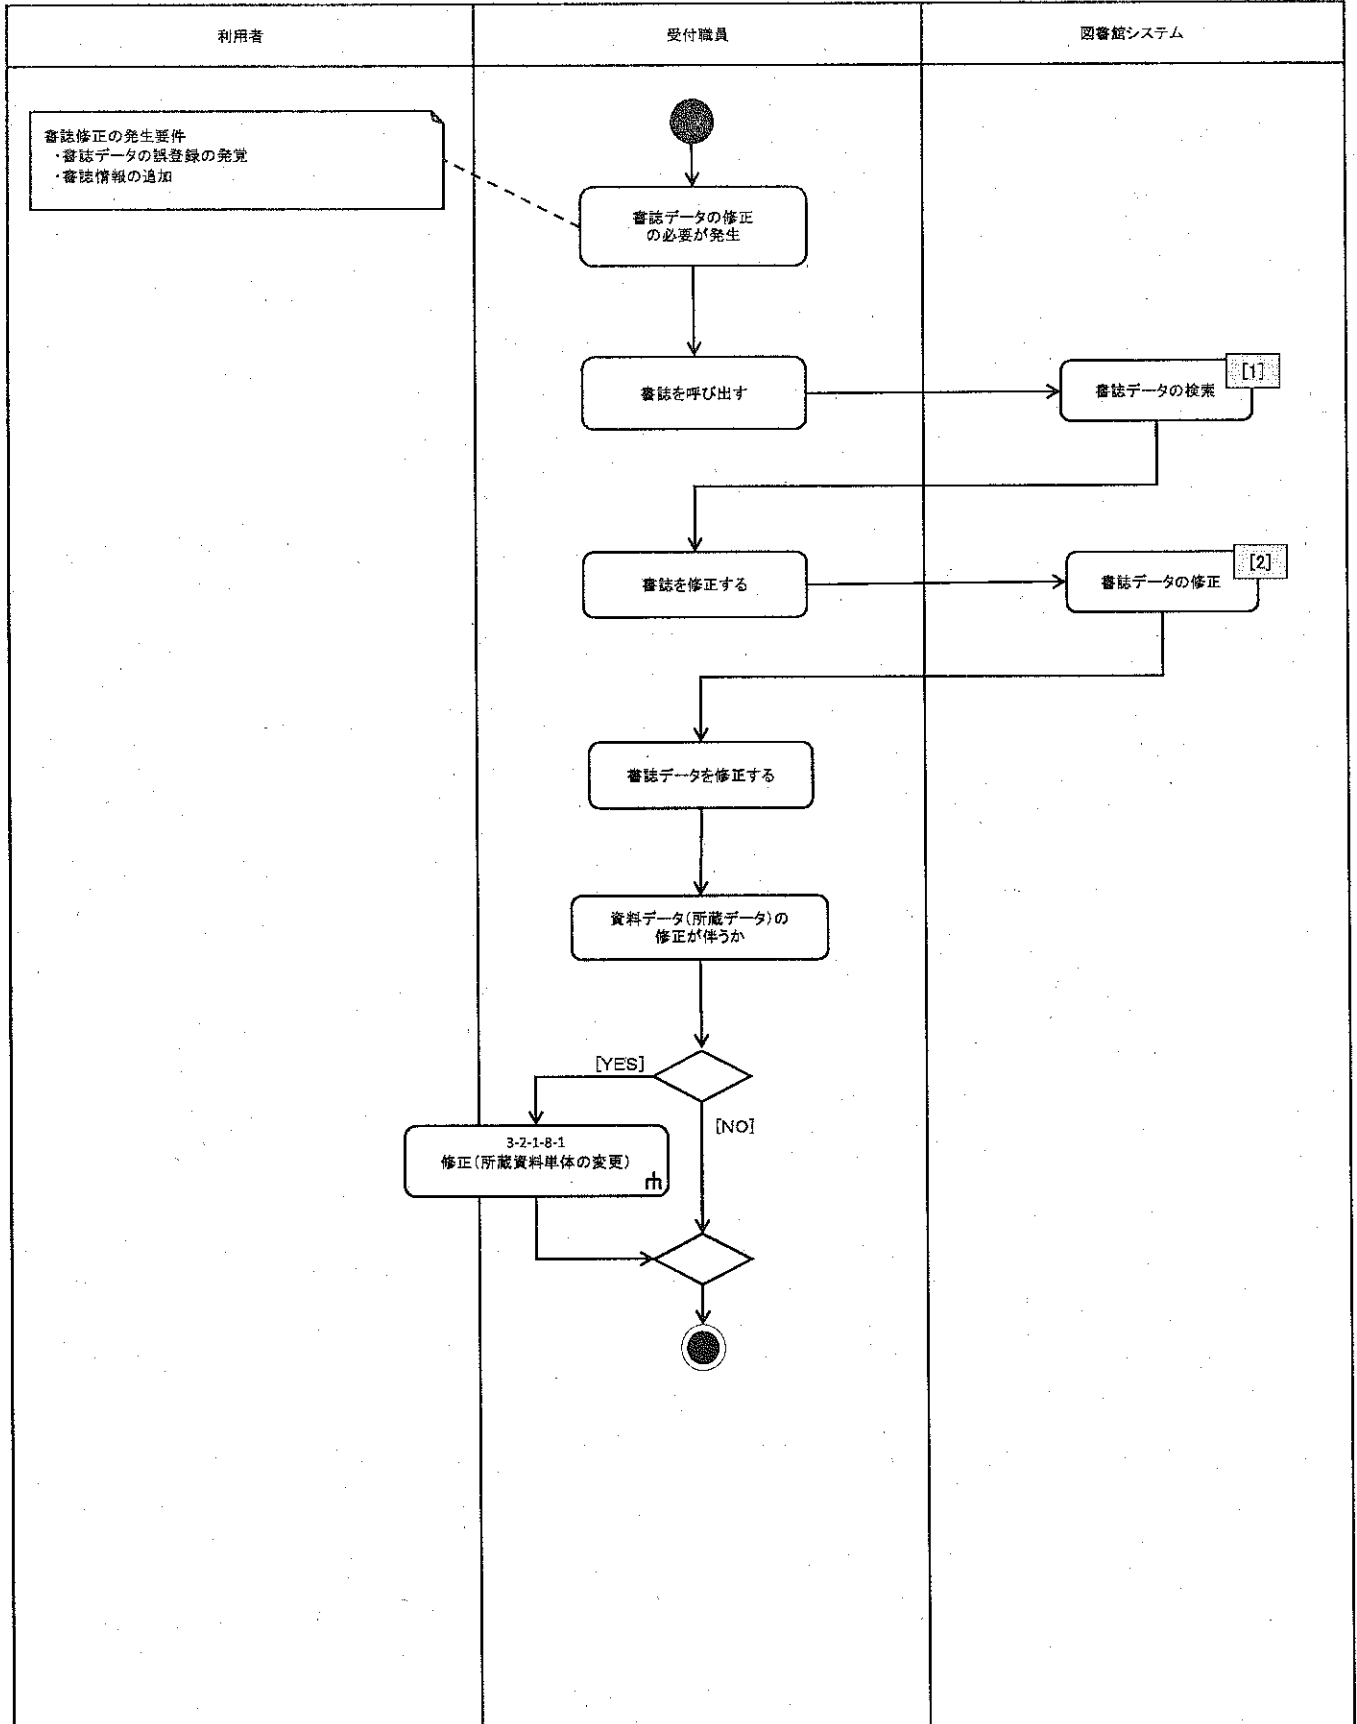 利用者
受付職員
図書館システム
書誌修正の発生要件
・書誌データの誤登録の発覚
・書誌情報の追加
書誌データの修正
の必要が発生
書誌を呼び出す
書誌データの検索
[1]
書誌を修正する
書誌データの修正
[2]
書誌データを修正する
資料データ(所蔵データ)の
修正が伴うか
[YES]
[NO]
3-2-1-8-1
修正(所蔵資料単体の変更)